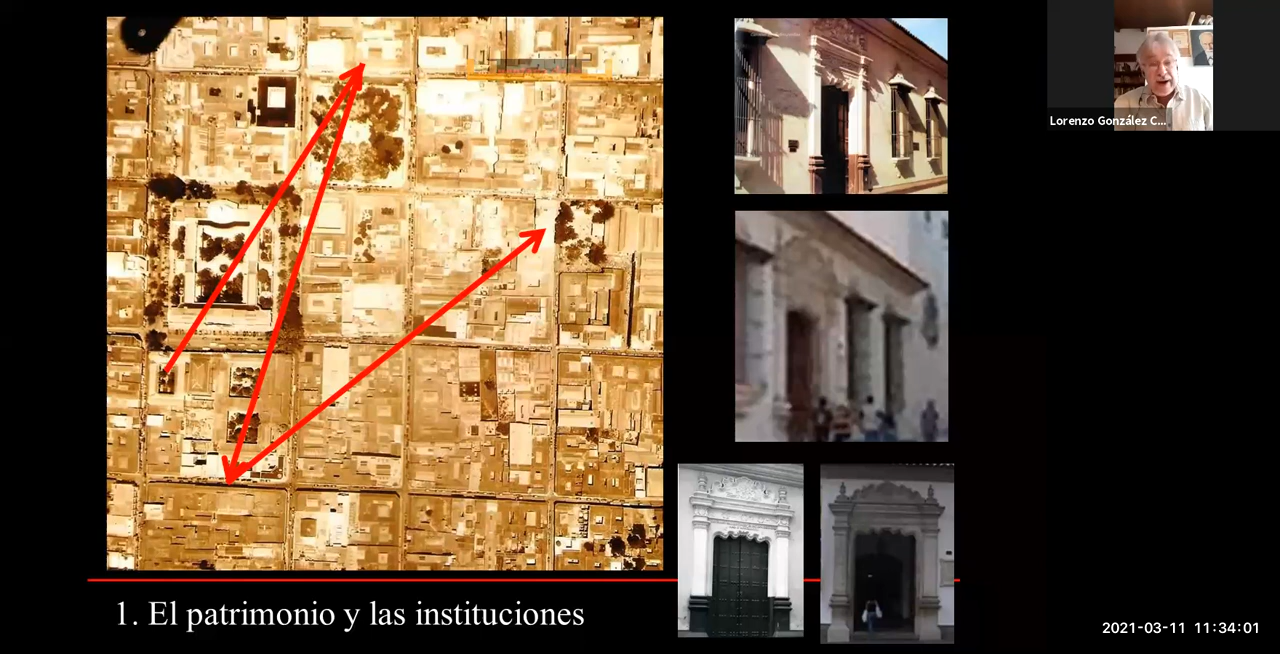 Lorenzo González C...
1. El patrimonio y las instituciones
2021-03-11 11:34:01